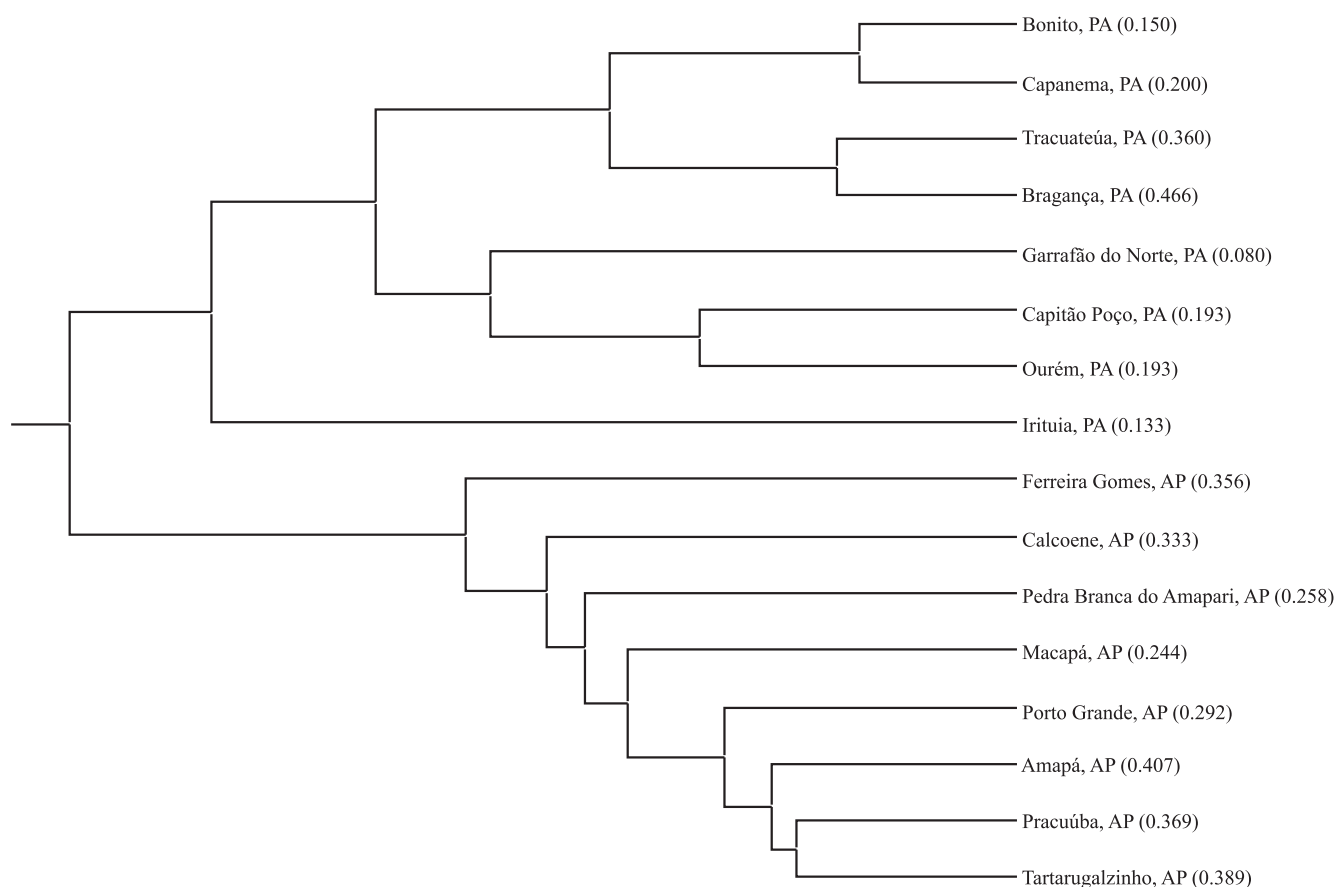 Bonito, PA (0.150)
Capanema, PA (0.200)
Tracuateúa, PA (0.360)
Bragança, PA (0.466)
Garrafão do Norte, PA (0.080)
Capitão Poço, PA (0.193)
Ourém, PA (0.193)
Irituia, PA (0.133)
Ferreira Gomes, AP (0.356)
Calcoene, AP (0.333)
Pedra Branca do Amapari, AP (0.258)
Macapá, AP (0.244)
Porto Grande, AP (0.292)
Amapá, AP (0.407)
Pracuúba, AP (0.369)
Tartarugalzinho, AP (0.389)